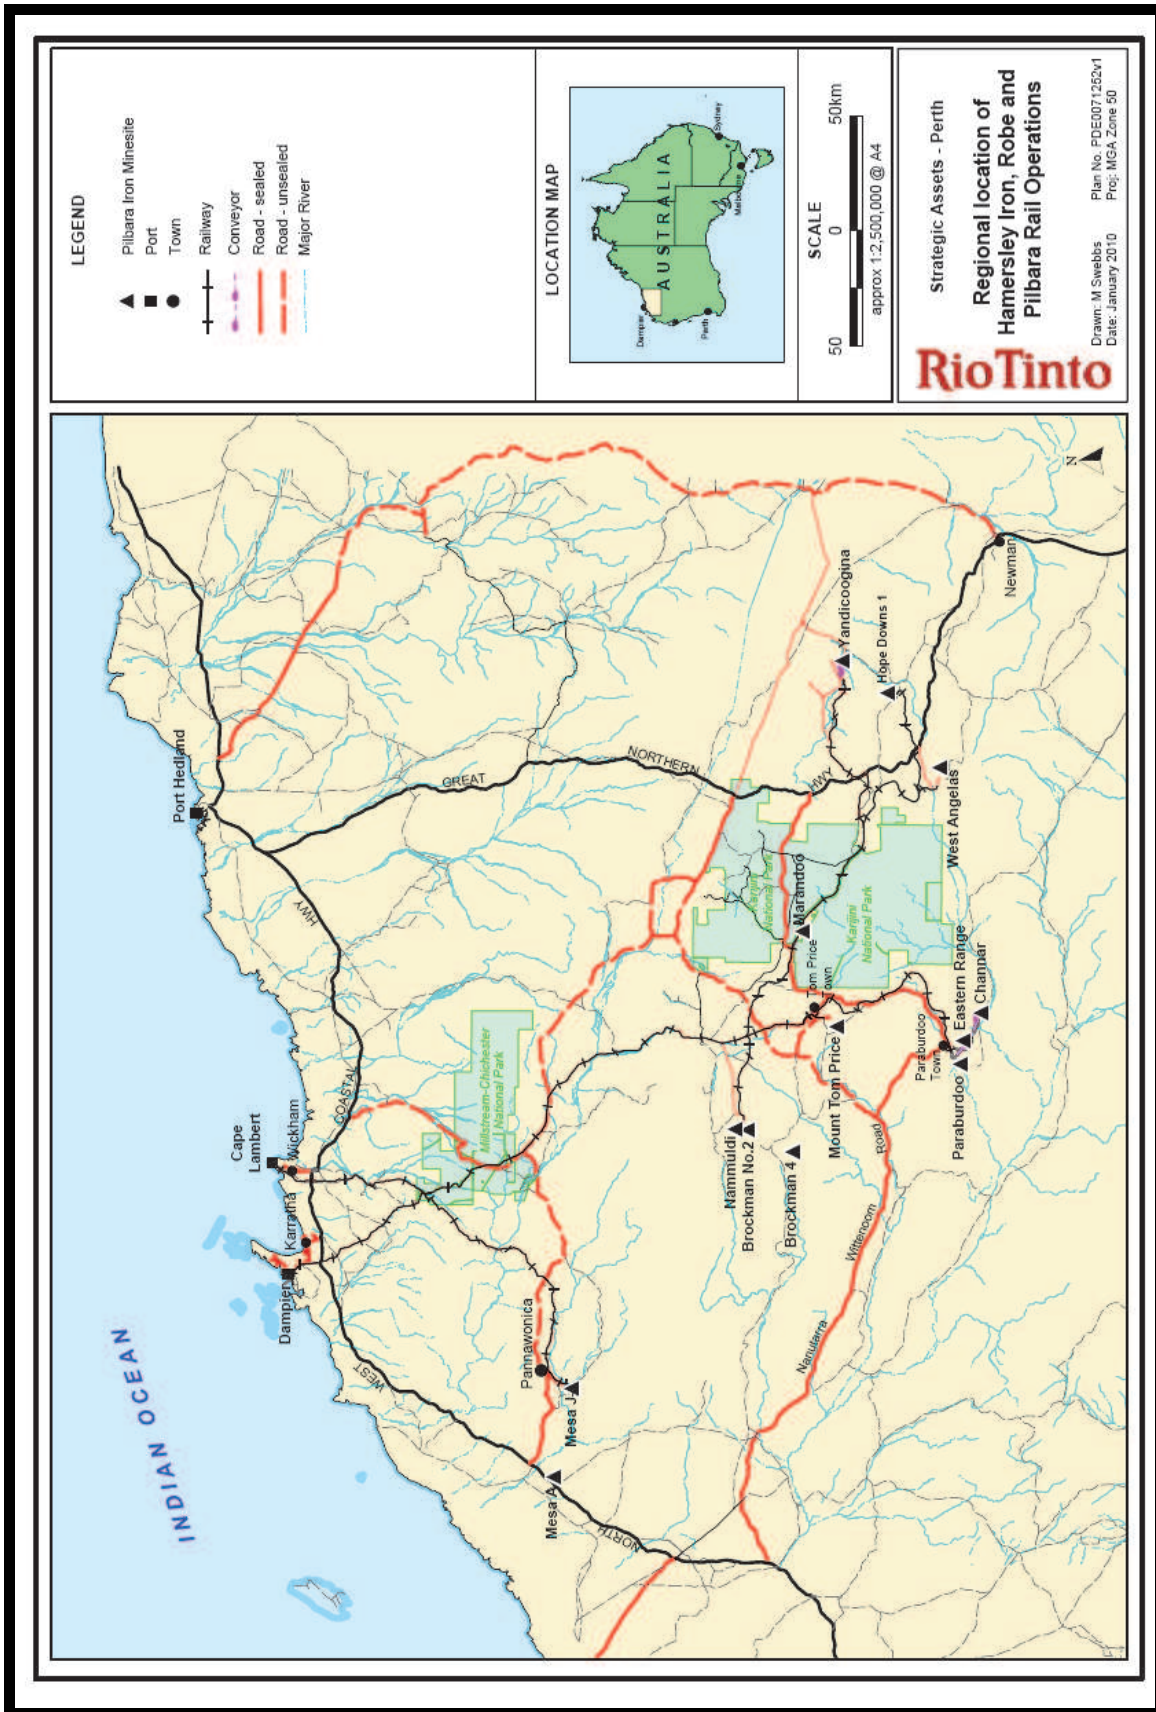 INDIAN OCEAN
Port Hedland
Cape
Lambert
Wickham
Karratha
Dampier
COASTAL
HWY
WEST
NORTH
GREAT
NORTHERN
HWY
Millstream-Chichester
National Park
Pannawonica
Mesa J
Mesa A
Karijini
National Park
Karijini
National Park
Marandoo
Tom Price
Town
Mount Tom Price
Nammuldi
Brockman No.2
Brockman 4
Nanutarra
Wittenoom
Road
Paraburdoo
Town
Paraburdoo
Eastern Range
Channar
West Angelas
Yandicoogina
Hope Downs 1
Newman
N
LEGEND
Pilbara Iron Minesite
Port
Town
Railway
Conveyor
Road - sealed
Road - unsealed
Major River
LOCATION MAP
AUSTRALIA
Dampier
Perth
Melbourne
Sydney
SCALE
50 0 50km
approx 1:2,500,000 @ A4
Strategic Assets - Perth
Regional location of
Hamersley Iron, Robe and
Pilbara Rail Operations
RioTinto
Drawn: M Swebbs Plan No. PDE0071252v1
Date: January 2010 Proj: MGA Zone 50